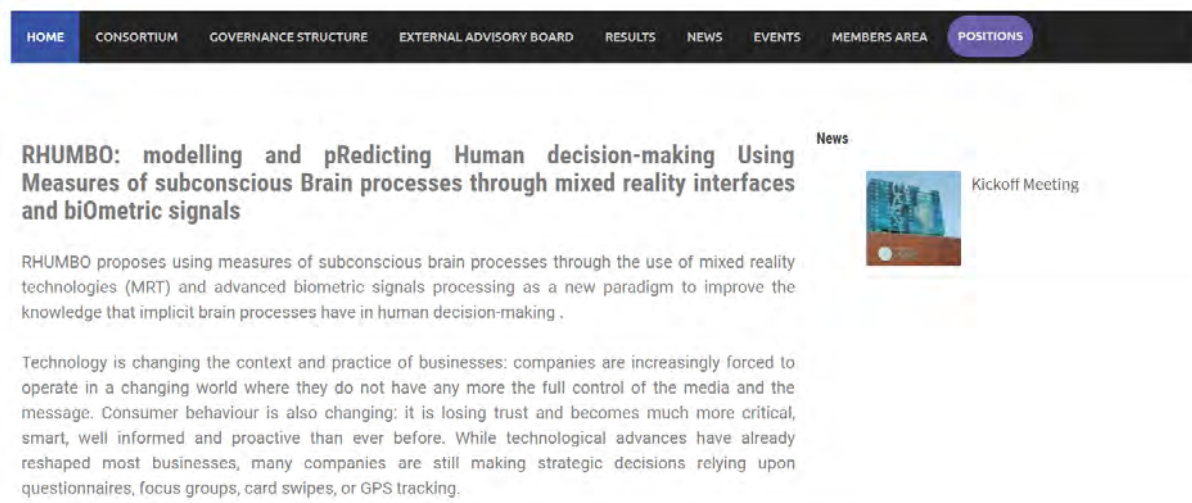 HOME CONSORTIUM GOVERNANCE STRUCTURE EXTERNAL ADVISORY BOARD RESULTS NEWS EVENTS MEMBERS AREA POSITIONS
RHUMBO: modelling and pRedicting Human decision-making Using
Measures of subconscious Brain processes through mixed reality interfaces
and biOmetric signals
RHUMBO proposes using measures of subconscious brain processes through the use of mixed reality
technologies (MRT) and advanced biometric signals processing as a new paradigm to improve the
knowledge that implicit brain processes have in human decision-making .
Technology is changing the context and practice of businesses: companies are increasingly forced to
operate in a changing world where they do not have any more the full control of the media and the
message. Consumer behaviour is also changing: it is losing trust and becomes much more critical,
smart, well informed and proactive than ever before. While technological advances have already
reshaped most businesses, many companies are still making strategic decisions relying upon
questionnaires, focus groups, card swipes, or GPS tracking.
News
Kickoff Meeting